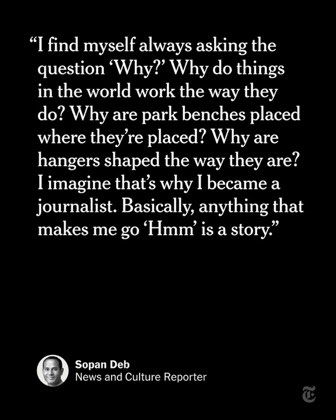 “I find myself always asking the
question ‘Why?’ Why do things
in the world work the way they
do? Why are park benches placed
where they’re placed? Why are
hangers shaped the way they are?
I imagine that’s why I became a
journalist. Basically, anything that
makes me go ‘Hmm’ is a story.”
Sopan Deb
News and Culture Reporter
T